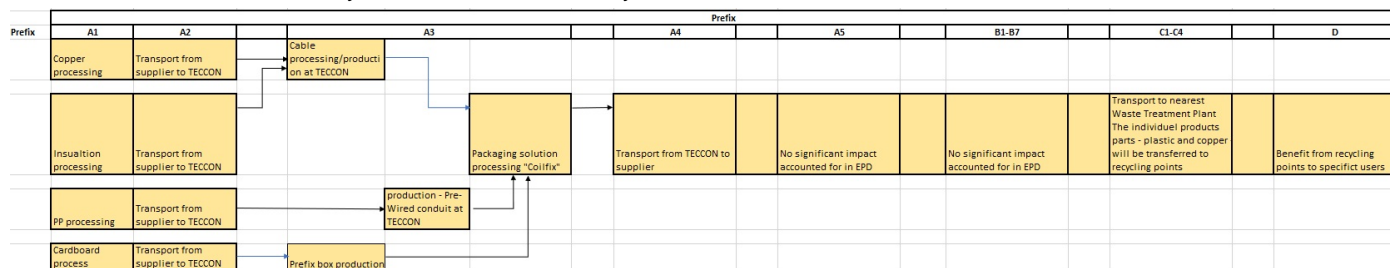 Prefix
Prefix A1 A2 A3 A4 A5 B1-B7 C1-C4 D
Copper
processing
Transport from
supplier to TECCON
Cable
processing/producti
on at TECCON
Insualtion
processing
Transport from
supplier to TECCON
Packaging solution
processing "Coilfix"
Transport from TECCON to
supplier
No significant impact
accounted for in EPD
No significant impact
accounted for in EPD
Transport to nearest
Waste Treatment Plant
The individuel products
parts - plastic and copper
will be transferred to
recycling points
Benefit from recycling
points to specifict users
PP processing
Transport from
supplier to TECCON
production - Pre-
Wired conduit at
TECCON
Cardboard
process
Transport from
supplier to TECCON
Prefix box production